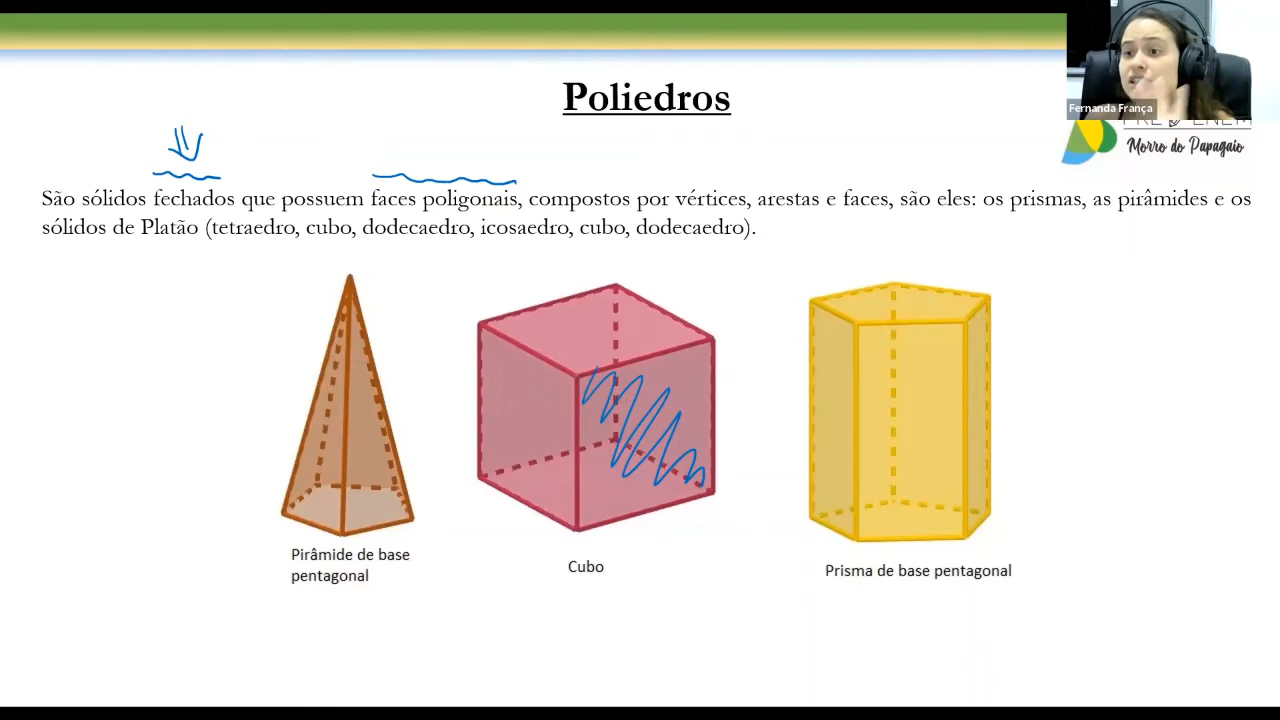 Poliedros
Fernanda França
Morro do Papagaio
São sólidos fechados que possuem faces poligonais, compostos por vértices, arestas e faces, são eles: os prismas, as pirâmides e os
sólidos de Platão (tetraedro, cubo, dodecaedro, icosaedro, cubo, dodecaedro).
Pirâmide de base
pentagonal
Cubo
Prisma de base pentagonal